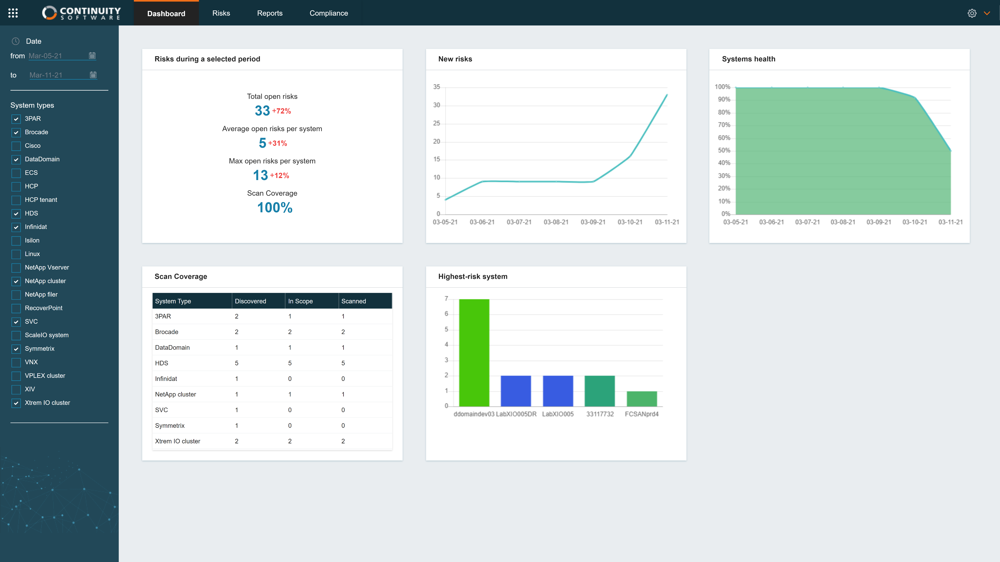 CONTINUITY
SOFTWARE
Dashboard
Risks
Reports
Compliance
Date
from Mar-05-21
to Mar-11-21
System types
3PAR
Brocade
Cisco
DataDomain
ECS
HCP
HCP tenant
HDS
Infinidat
Isilon
Linux
NetApp Vserver
NetApp cluster
NetApp filer
RecoverPoint
SVC
ScaleIO system
Symmetrix
VNX
VPLEX cluster
XIV
Xtrem IO cluster
Risks during a selected period
Total open risks
33 +72%
Average open risks per system
5 +31%
Max open risks per system
13 +12%
Scan Coverage
100%
New risks
35
30
25
20
15
10
5
0
03-05-21 03-06-21 03-07-21 03-08-21 03-09-21 03-10-21 03-11-21
Systems health
100%
90%
80%
70%
60%
50%
40%
30%
20%
10%
0%
03-05-21 03-06-21 03-07-21 03-08-21 03-09-21 03-10-21 03-11-21
Scan Coverage
System Type Discovered In Scope Scanned
3PAR 2 1 1
Brocade 2 2 2
DataDomain 1 1 1
HDS 5 5 5
Infinidat 1 0 0
NetApp cluster 1 1 1
SVC 1 0 0
Symmetrix 1 0 0
Xtrem IO cluster 2 2 2
Highest-risk system
7
6
5
4
3
2
1
0
ddomaindev03 LabXIO005DR LabXIO005 33117732 FCSANprd4